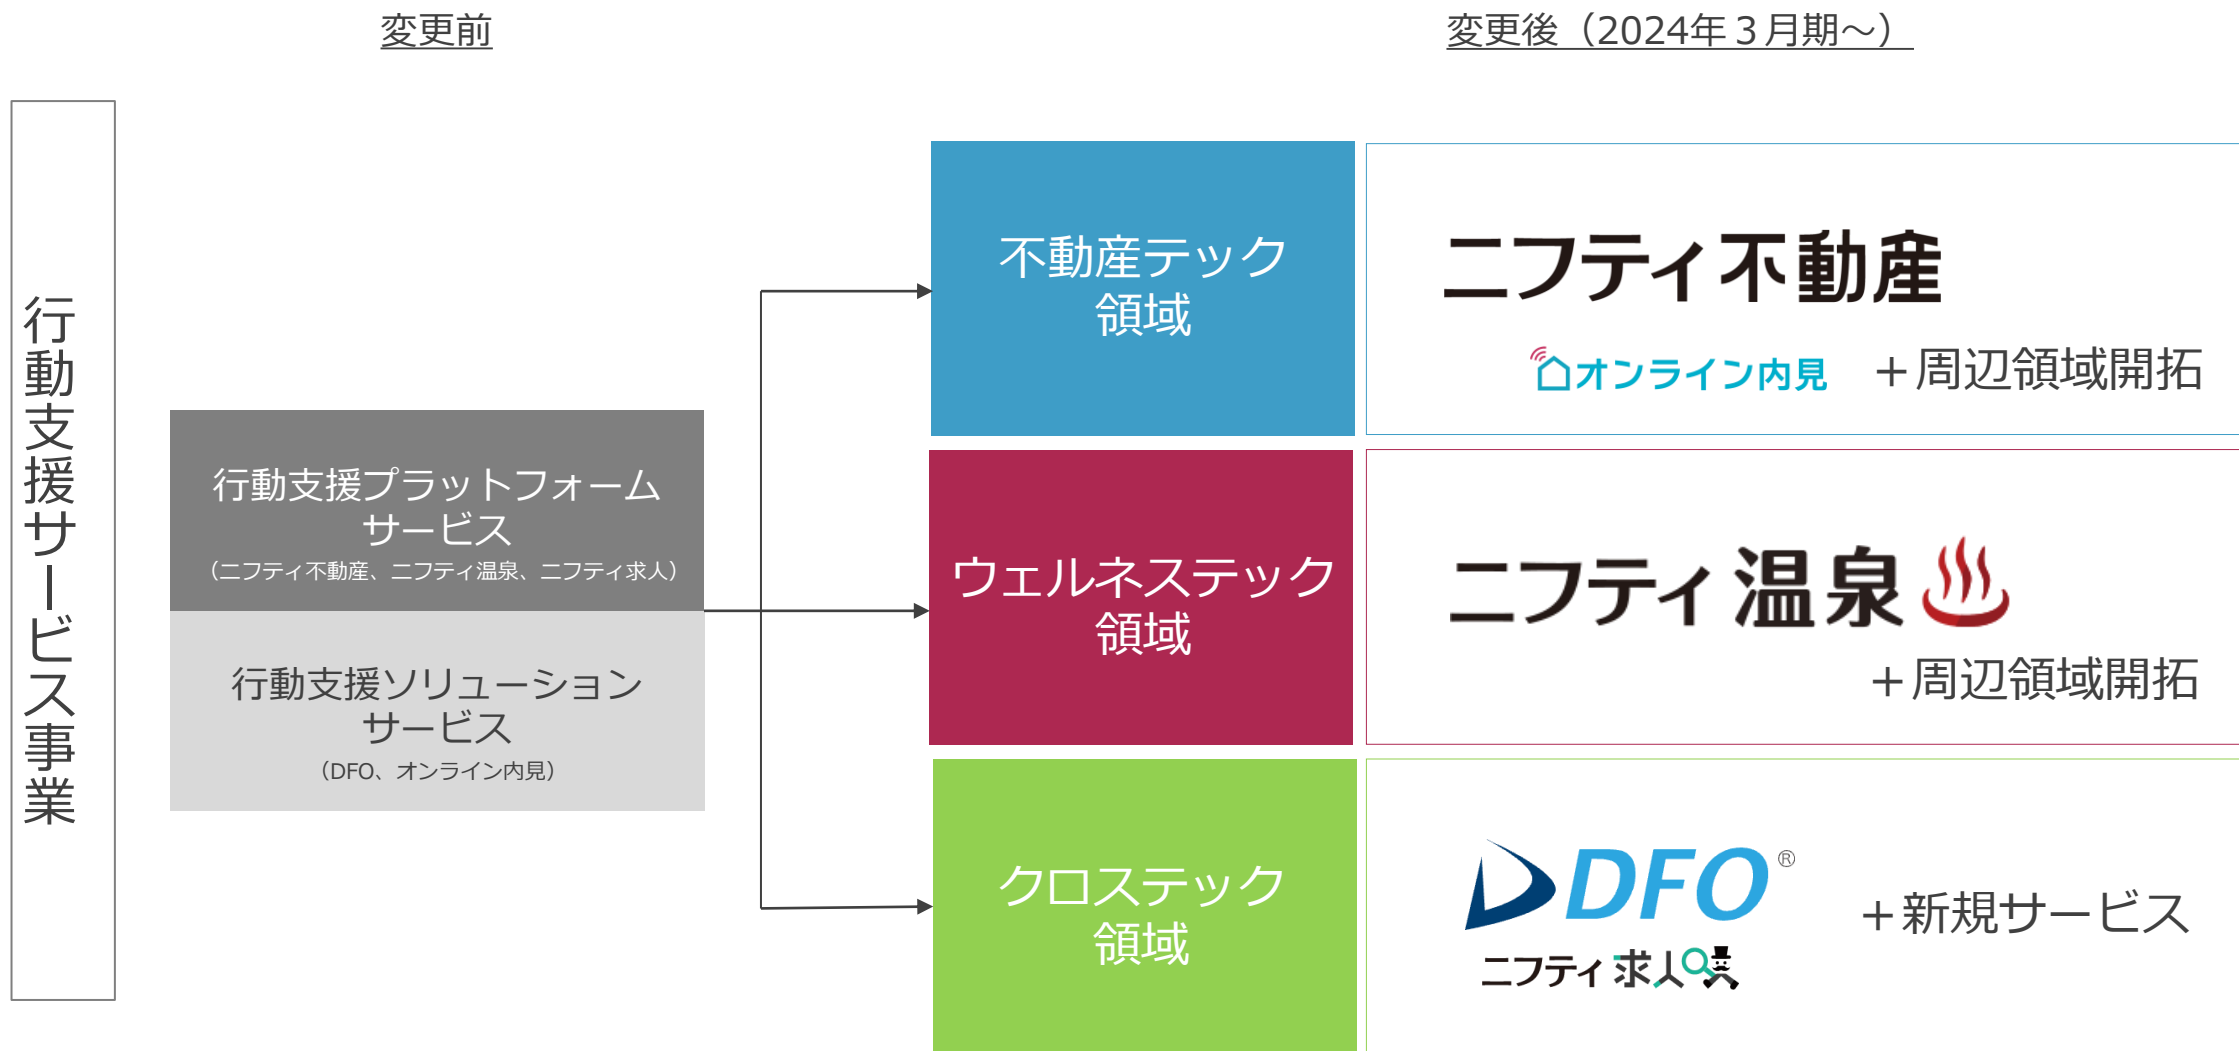 変更前
変更後（2024年３月期～）
行動支援サービス事業
行動支援プラットフォーム
サービス
（ニフティ不動産、ニフティ温泉、ニフティ求人）
行動支援ソリューション
サービス
（DFO、オンライン内見）
不動産テック
領域
ニフティ不動産
オンライン内見
＋周辺領域開拓
ウェルネステック
領域
ニフティ温泉
＋周辺領域開拓
クロステック
領域
DFO®
ニフティ求人
＋新規サービス